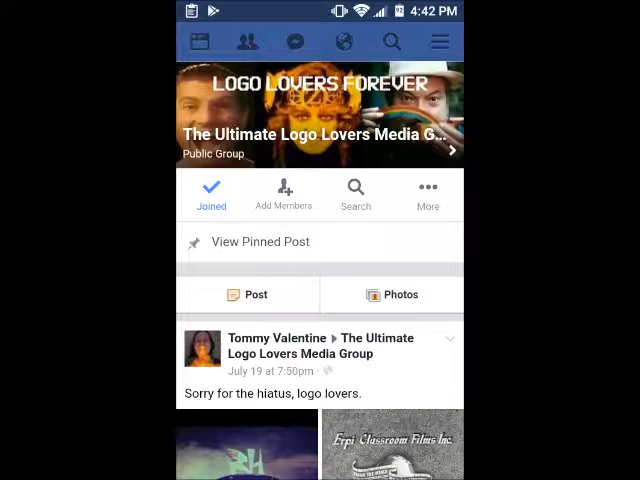 92
4:42 PM
LOGO LOVERS FOREVER
The Ultimate Logo Lovers Media G...
Public Group
Joined
Add Members
Search
More
View Pinned Post
Post
Photos
Tommy Valentine ▸ The Ultimate
Logo Lovers Media Group
July 19 at 7:50pm ·
Sorry for the hiatus, logo lovers.
Erpi Classroom Films Inc.